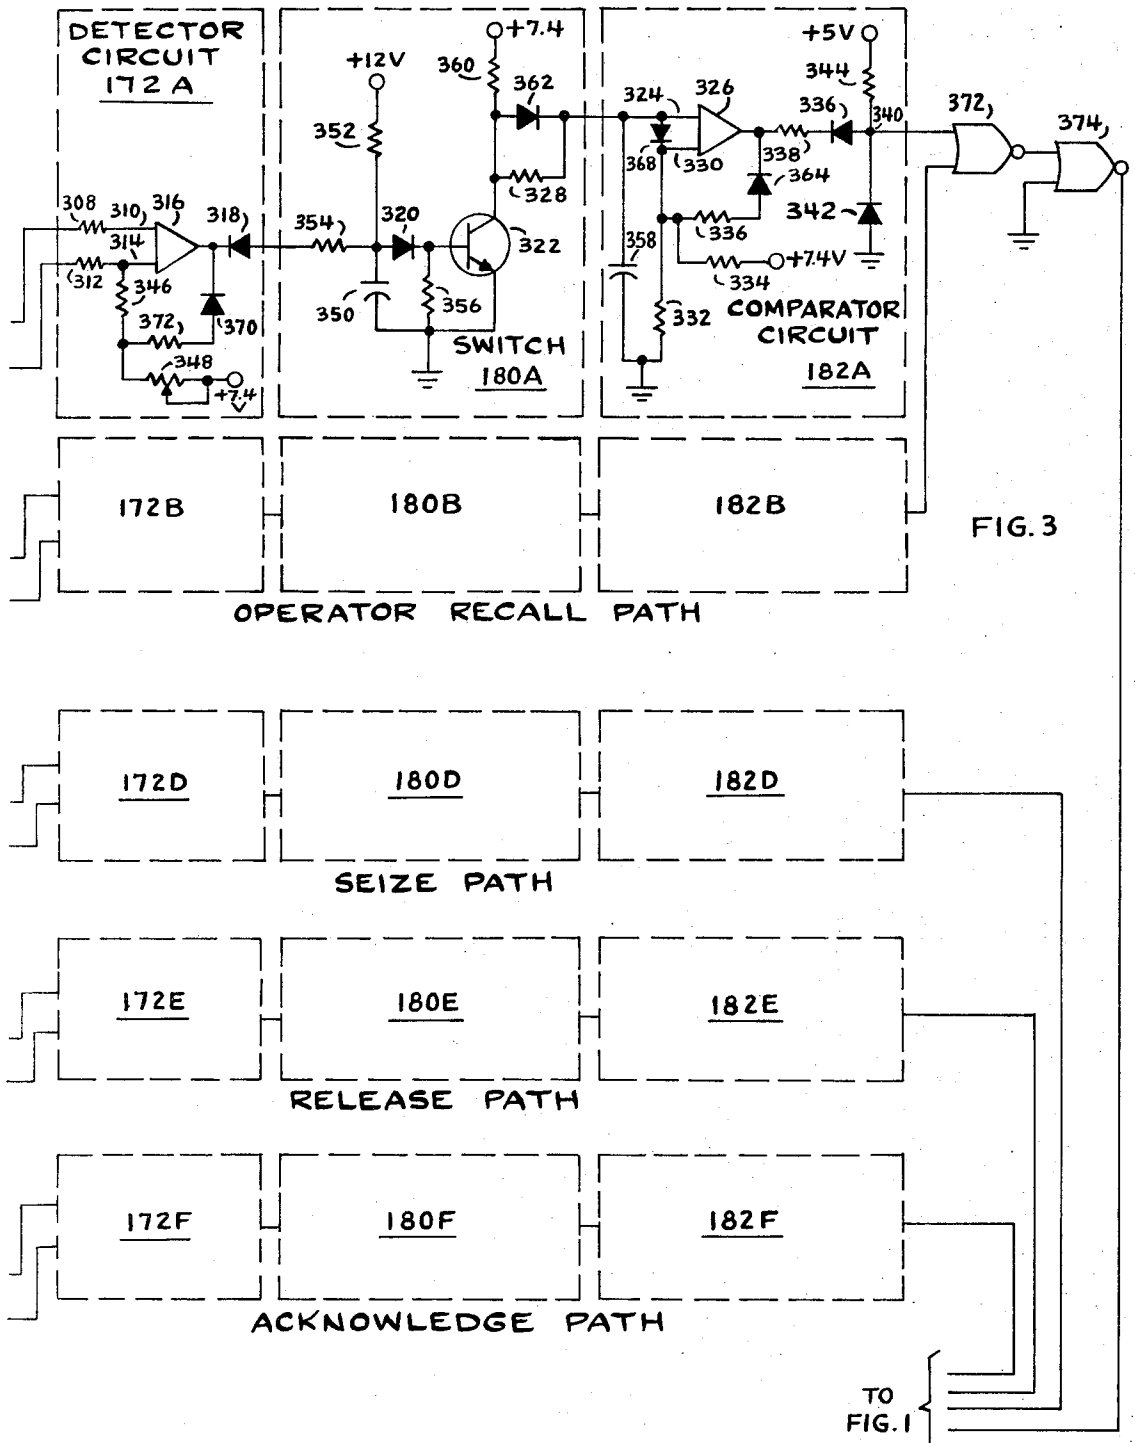 DETECTOR
CIRCUIT
172A
308
310
316
318
314
312
346
372
370
348
+7.4
V
+12V
352
354
320
350
356
+7.4
360
362
328
322
SWITCH
180A
+5V
344
324
326
336
340
368
330
338
364
342
358
336
+7.4V
334
332
COMPARATOR
CIRCUIT
182A
372
374
172B
180B
182B
FIG.3
OPERATOR RECALL PATH
172D
180D
182D
SEIZE PATH
172E
180E
182E
RELEASE PATH
172F
180F
182F
ACKNOWLEDGE PATH
TO
FIG.1